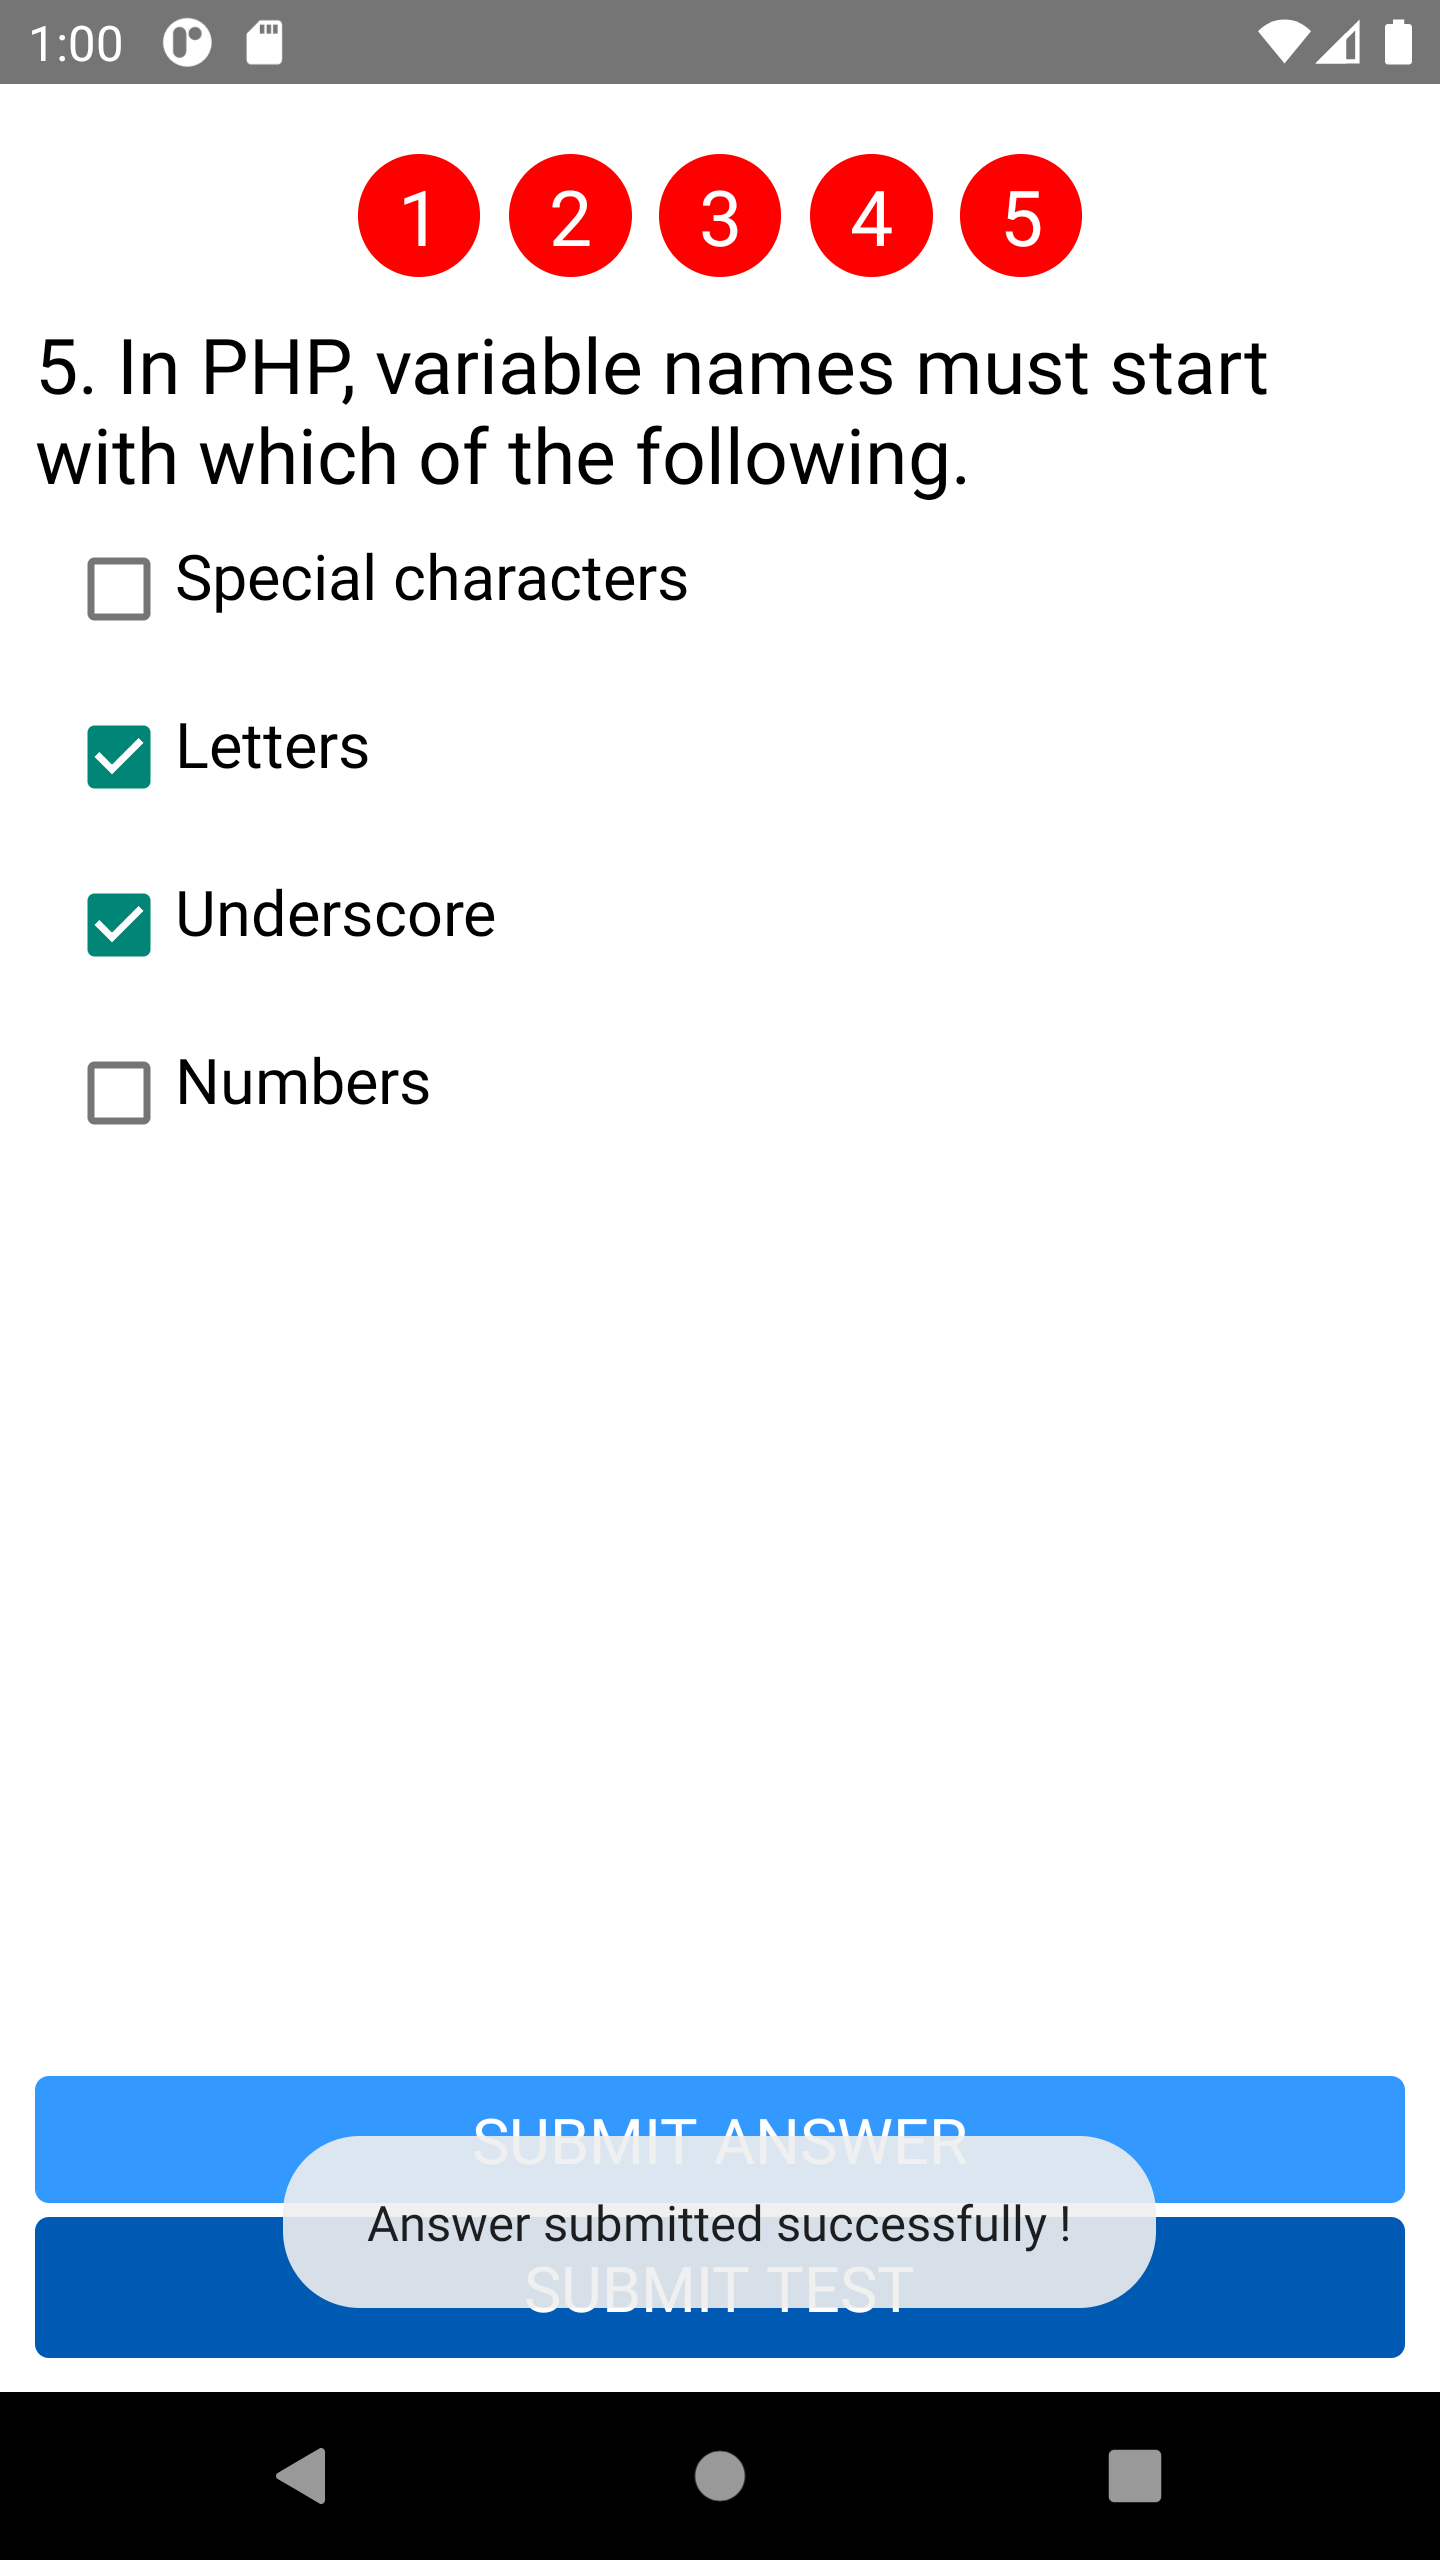 1:00
1 2 3 4 5
5. In PHP, variable names must start
with which of the following.
Special characters
Letters
Underscore
Numbers
SUBMIT ANSWER
Answer submitted successfully !
SUBMIT TEST